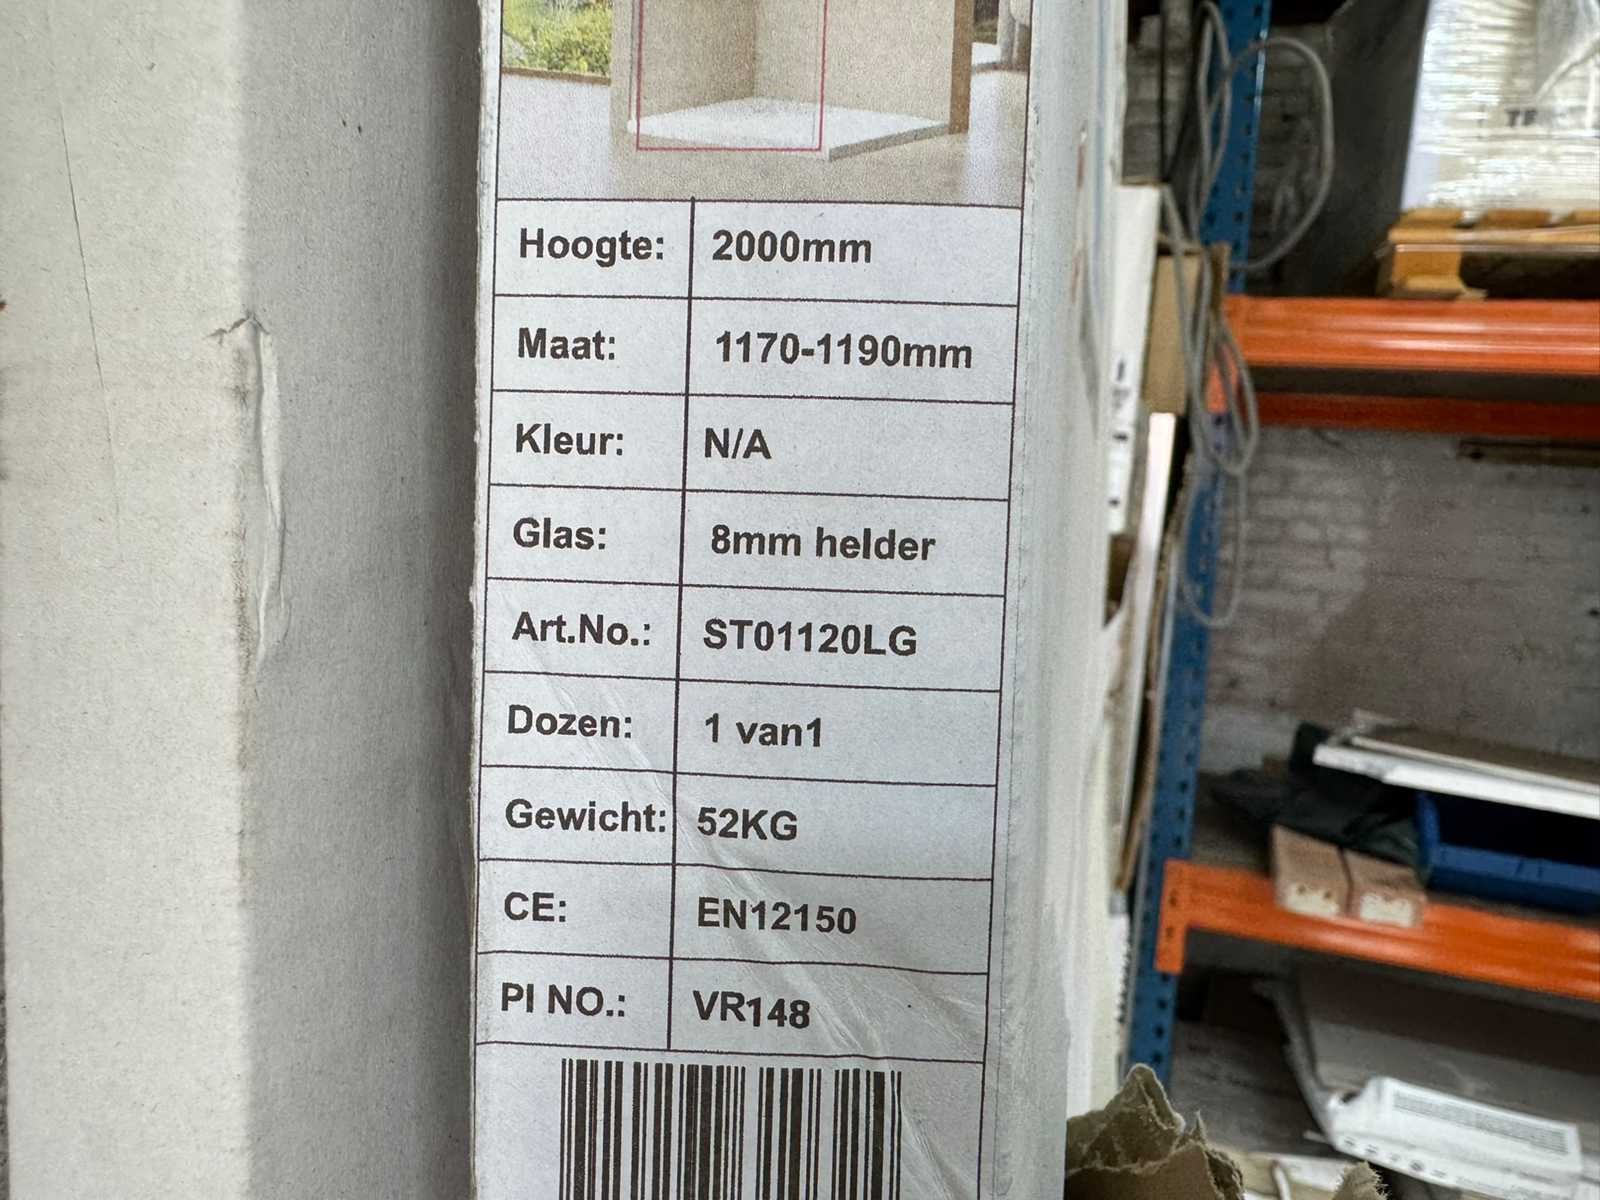 Hoogte: 2000mm
Maat: 1170-1190mm
Kleur: N/A
Glas: 8mm helder
Art.No.: ST01120LG
Dozen: 1 van1
Gewicht: 52KG
CE: EN12150
PI NO.: VR148